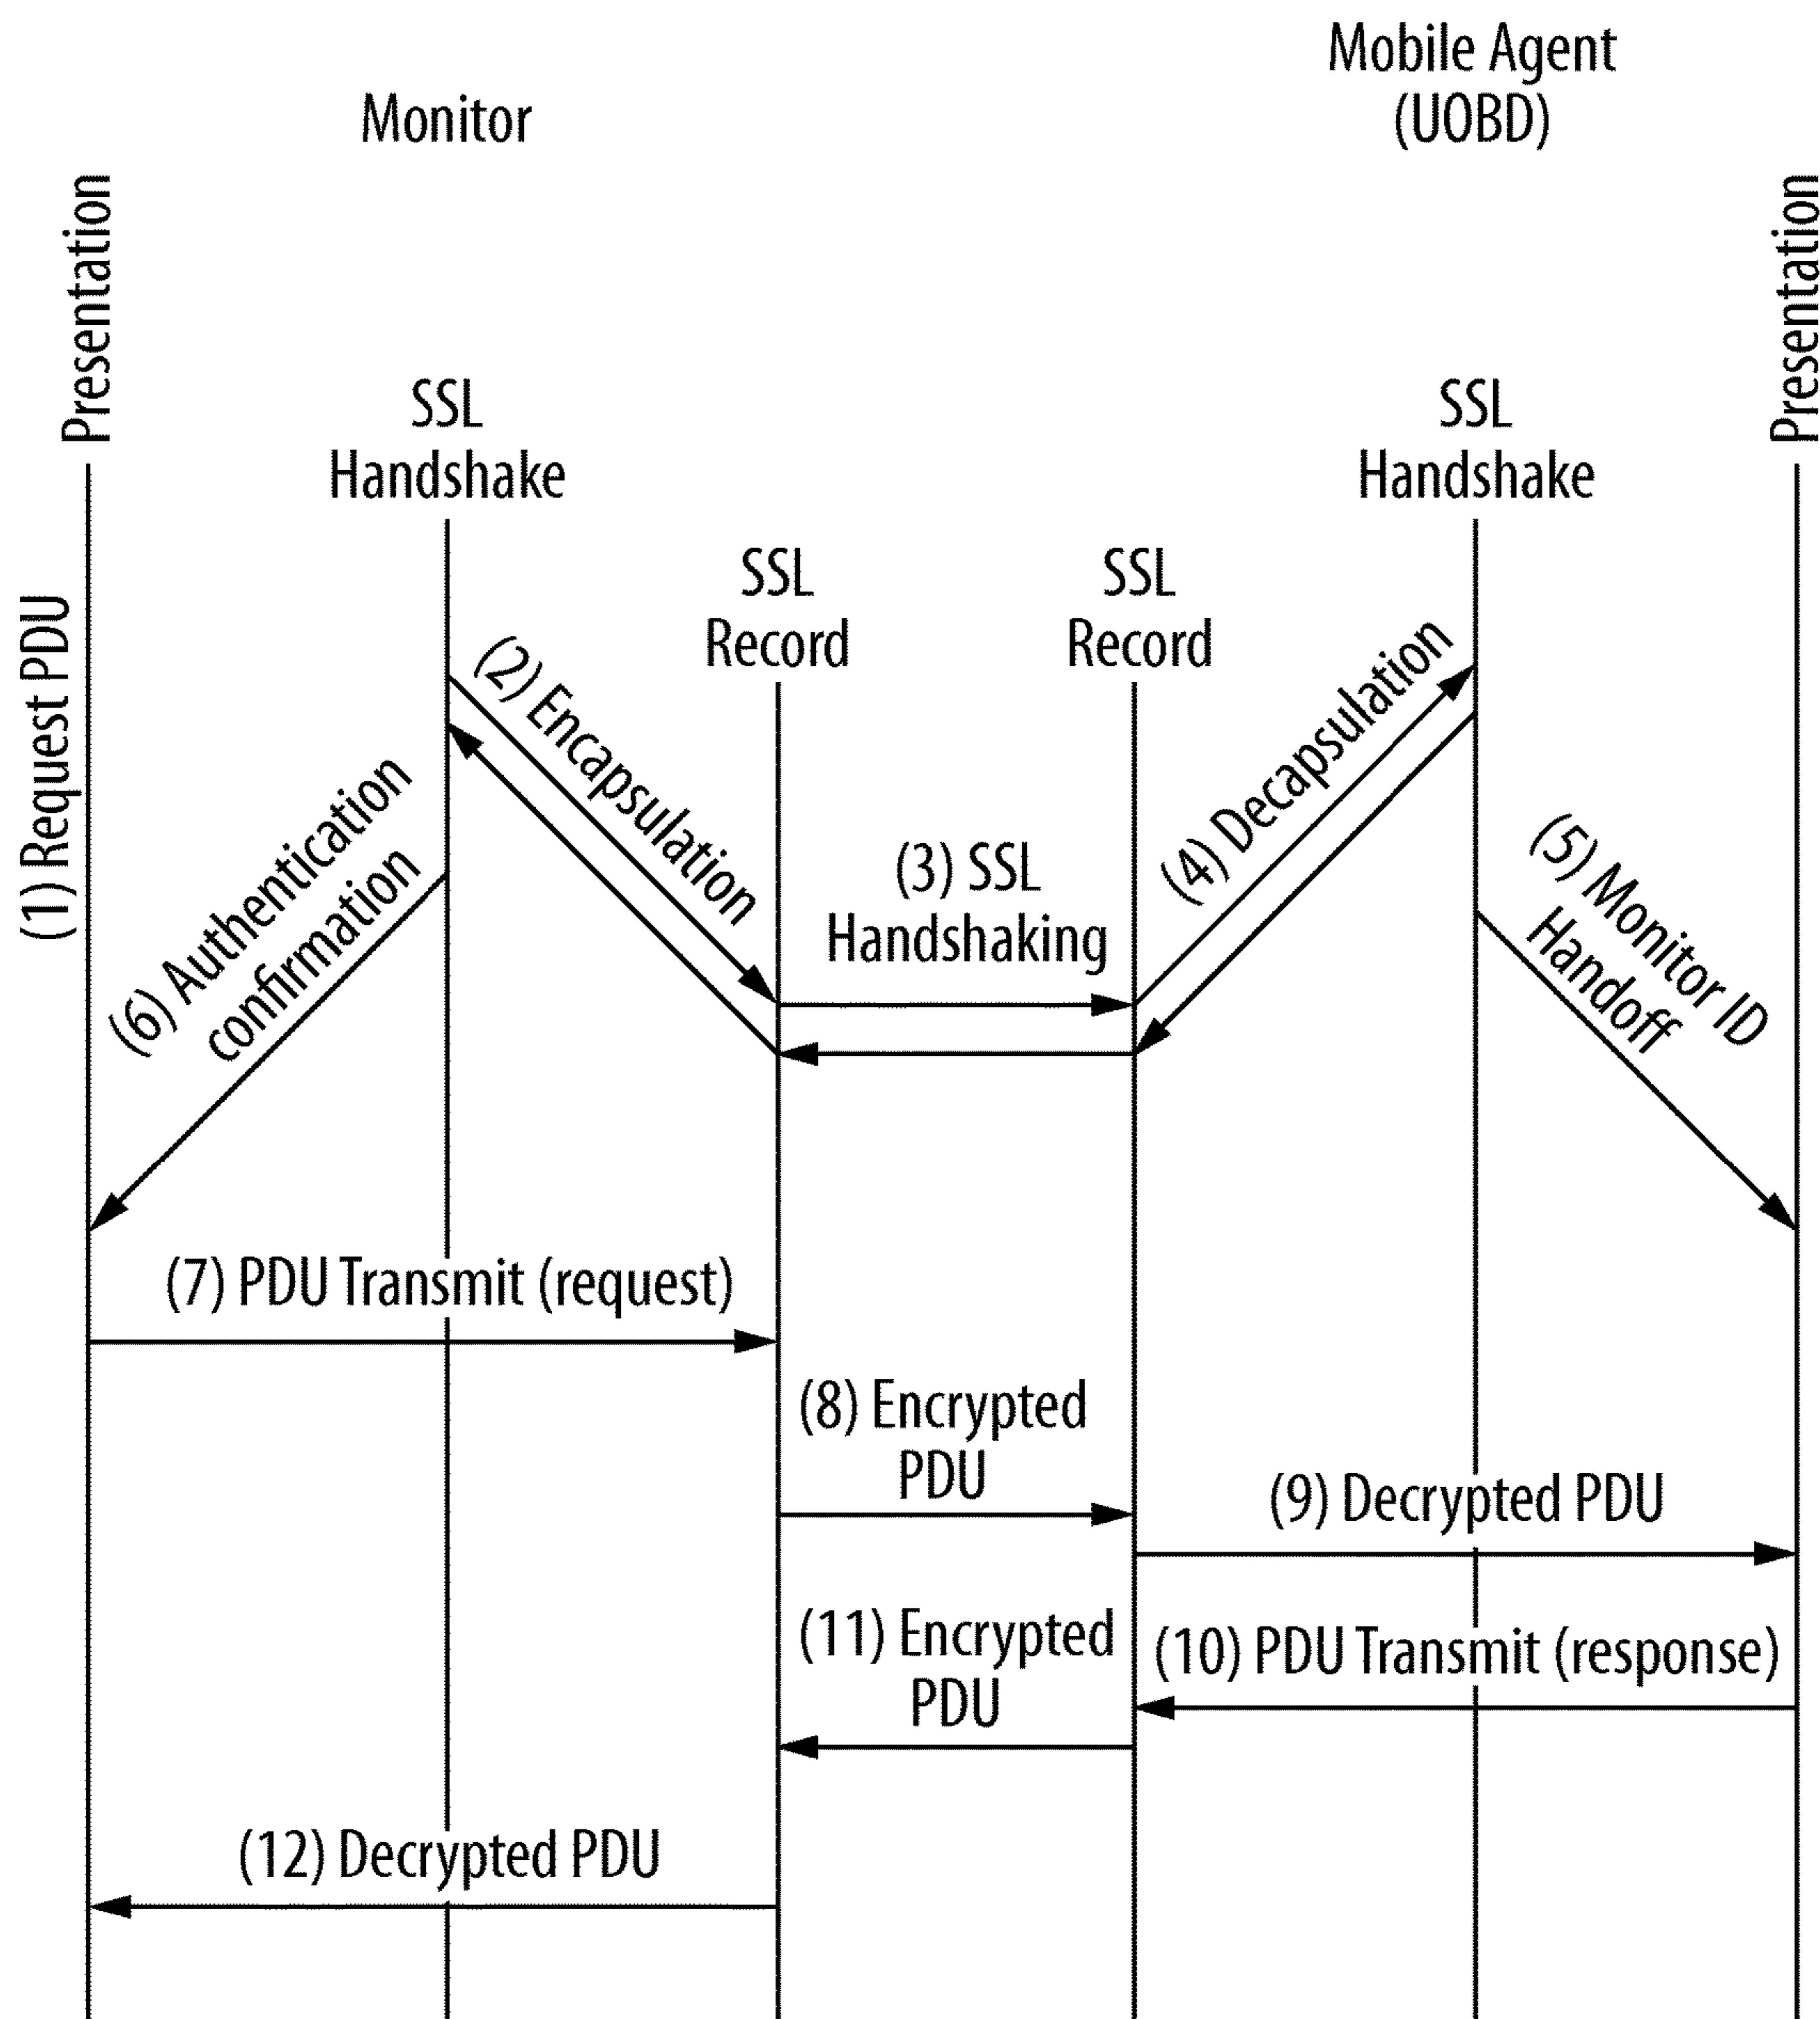 Mobile Agent
(UOBD)
Monitor
Presentation
Presentation
SSL
Handshake
SSL
Handshake
SSL
Record
SSL
Record
(1) Request PDU
(2) Encapsulation
(3) SSL
Handshaking
(4) Decapsulation
(5) Monitor ID
Handoff
(6) Authentication
confirmation
(7) PDU Transmit (request)
(8) Encrypted
PDU
(9) Decrypted PDU
(10) PDU Transmit (response)
(11) Encrypted
PDU
(12) Decrypted PDU